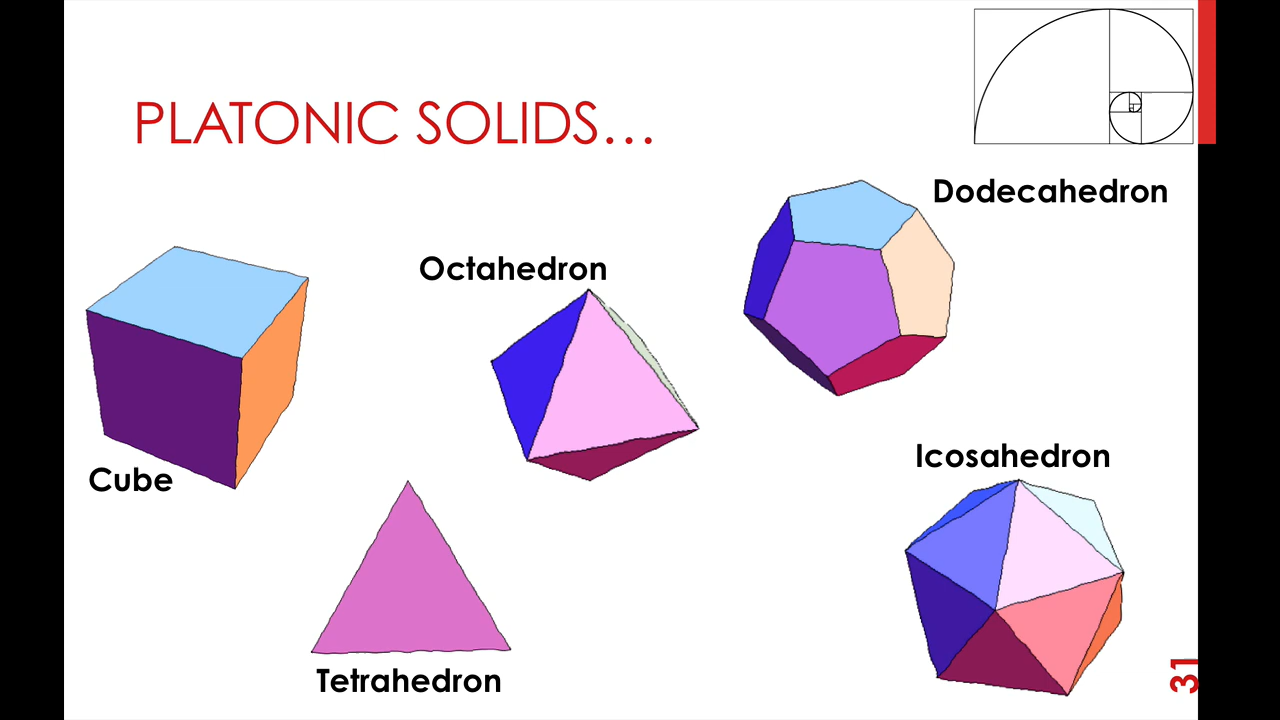 PLATONIC SOLIDS...
Dodecahedron
Octahedron
Cube
Icosahedron
Tetrahedron
31